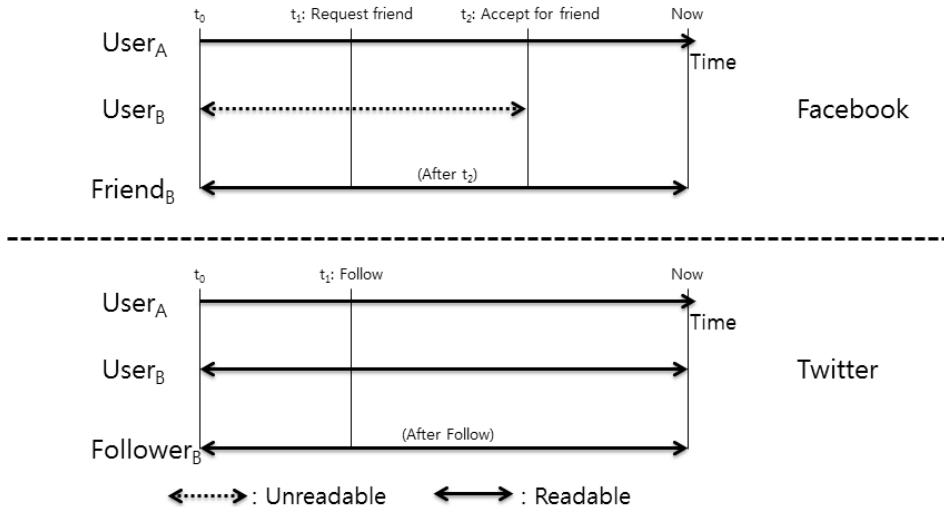 t0 t1: Request friend t2: Accept for friend Now
UserA
Time
UserB Facebook
(After t2)
FriendB
t0 t1: Follow Now
UserA
Time
UserB Twitter
(After Follow)
FollowerB
: Unreadable : Readable